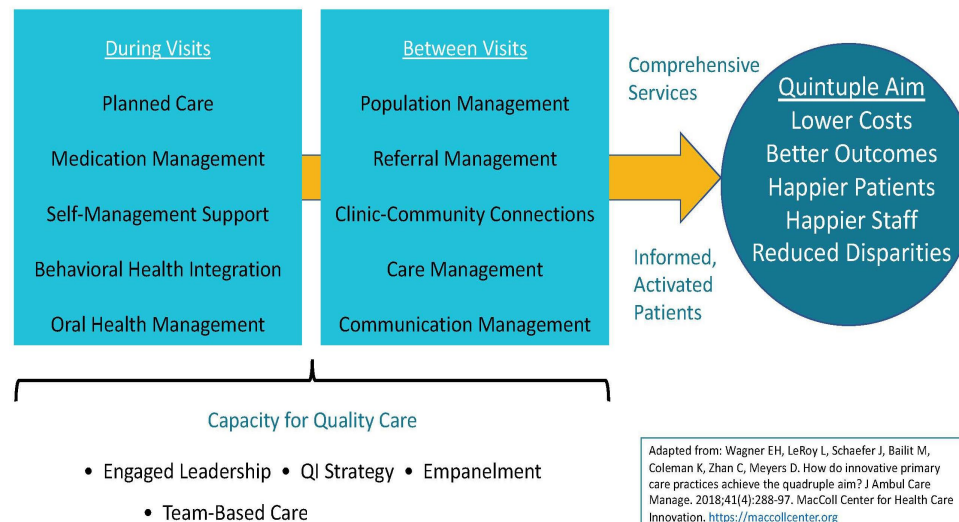 During Visits
Planned Care
Medication Management
Self-Management Support
Behavioral Health Integration
Oral Health Management
Between Visits
Population Management
Referral Management
Clinic-Community Connections
Care Management
Communication Management
Comprehensive
Services
Informed,
Activated
Patients
Quintuple Aim
Lower Costs
Better Outcomes
Happier Patients
Happier Staff
Reduced Disparities
Capacity for Quality Care
• Engaged Leadership • QI Strategy • Empanelment
• Team-Based Care
Adapted from: Wagner EH, LeRoy L, Schaefer J, Bailit M,
Coleman K, Zhan C, Meyers D. How do innovative primary
care practices achieve the quadruple aim? J Ambul Care
Manage. 2018;41(4):288-97. MacColl Center for Health Care
Innovation. https://maccollcenter.org